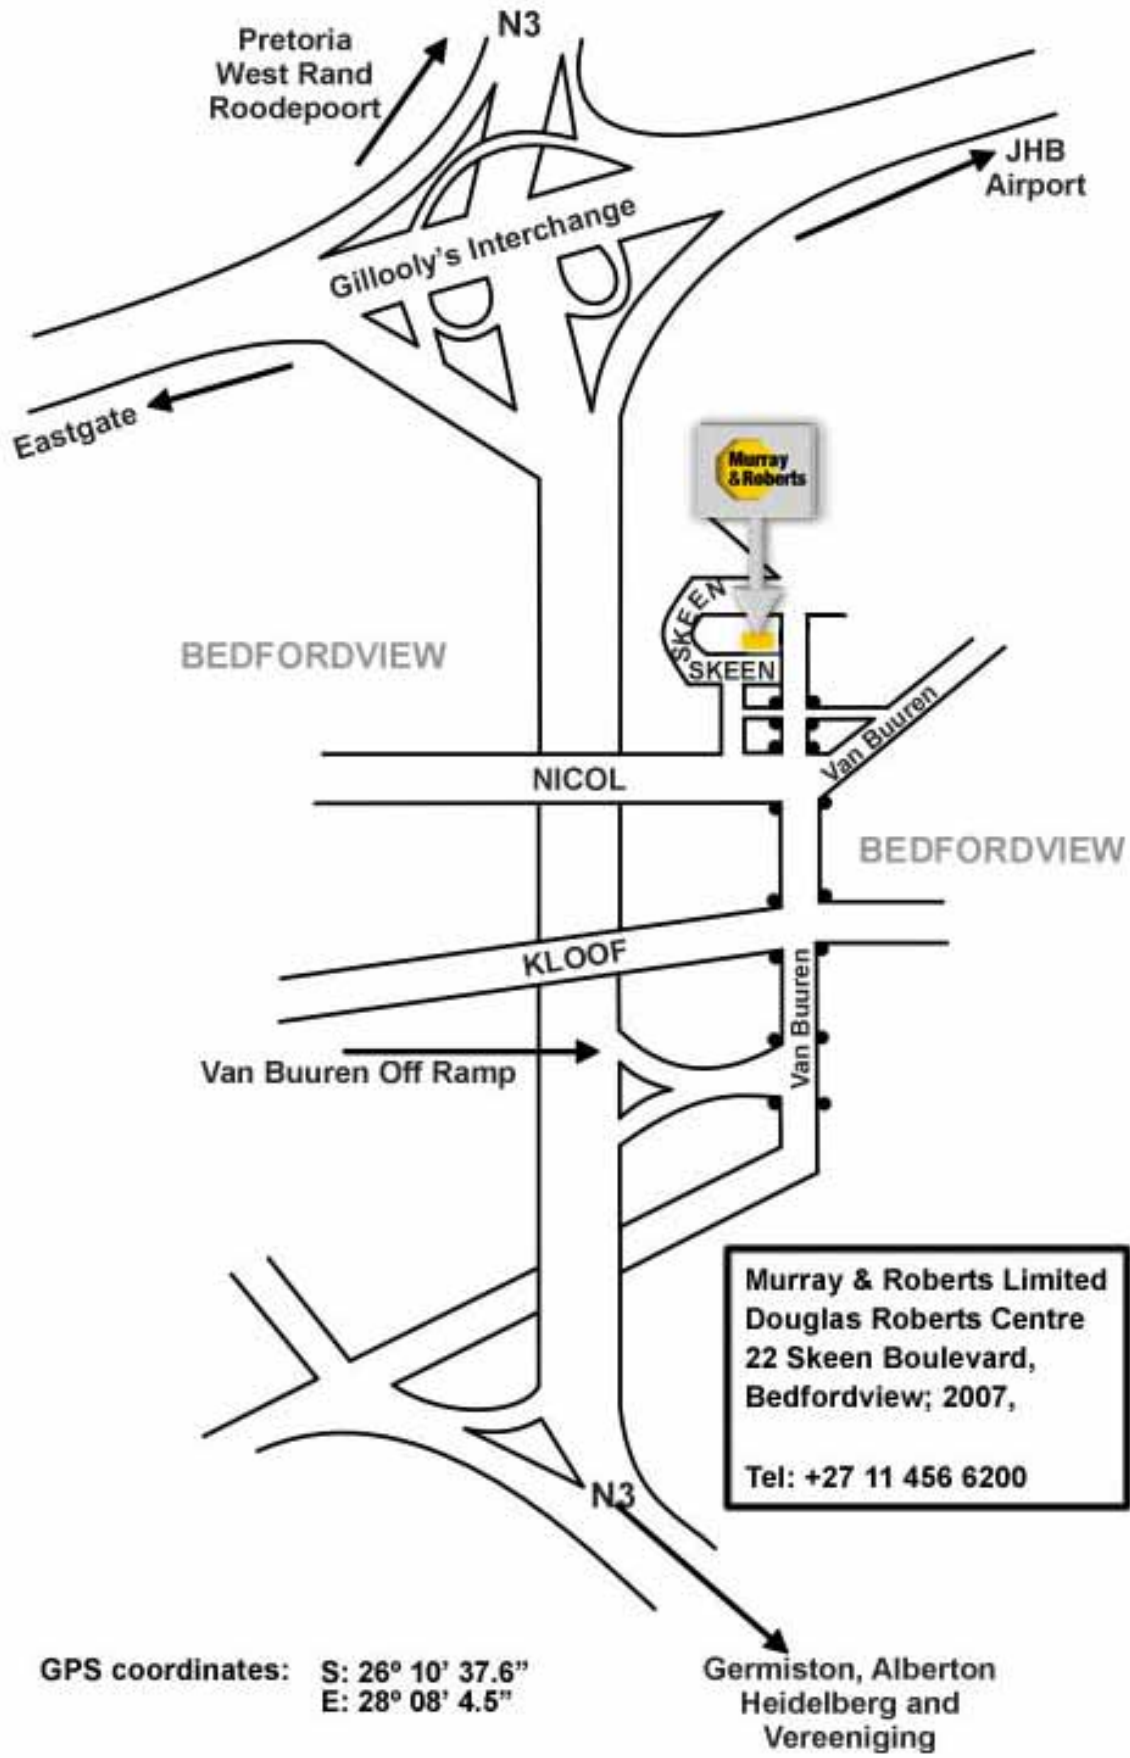 N3
Pretoria
West Rand
Roodepoort
JHB
Airport
Gillooly's Interchange
Eastgate
Murray
&Roberts
SKEEN
SKEEN
BEDFORDVIEW
Van Buuren
NICOL
BEDFORDVIEW
KLOOF
Van Buuren
Van Buuren Off Ramp
Murray & Roberts Limited
Douglas Roberts Centre
22 Skeen Boulevard,
Bedfordview; 2007,
Tel: +27 11 456 6200
N3
GPS coordinates: S: 26º 10’ 37.6”
E: 28º 08’ 4.5”
Germiston, Alberton
Heidelberg and
Vereeniging